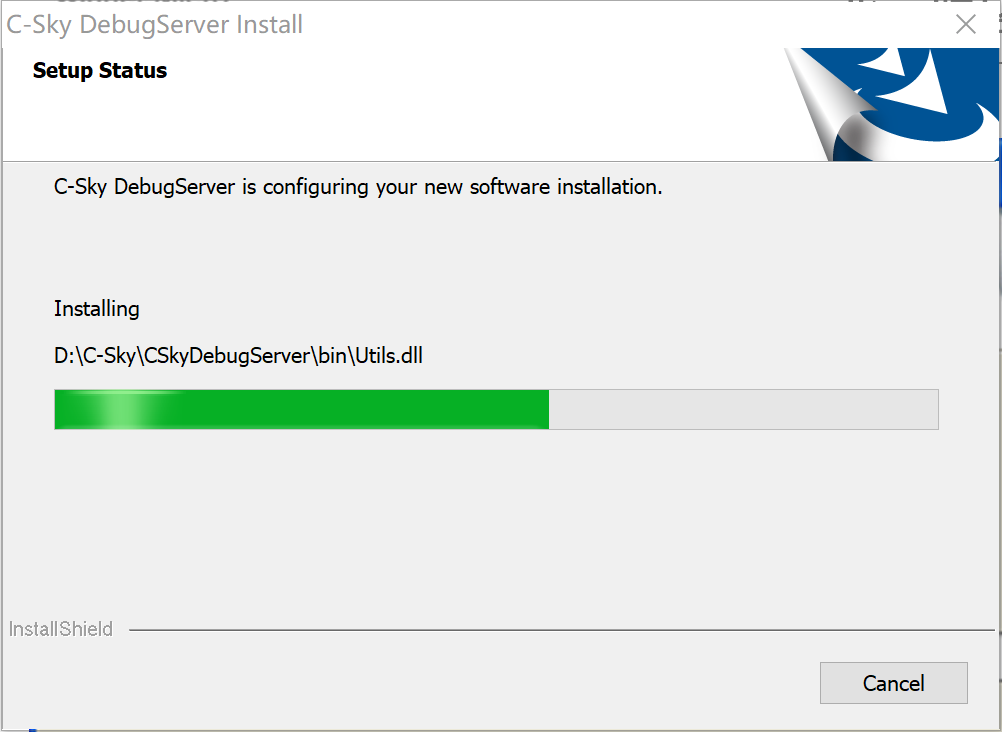 C-Sky DebugServer Install
Setup Status
C-Sky DebugServer is configuring your new software installation.
Installing
D:\C-Sky\CSkyDebugServer\bin\Utils.dll
InstallShield
Cancel